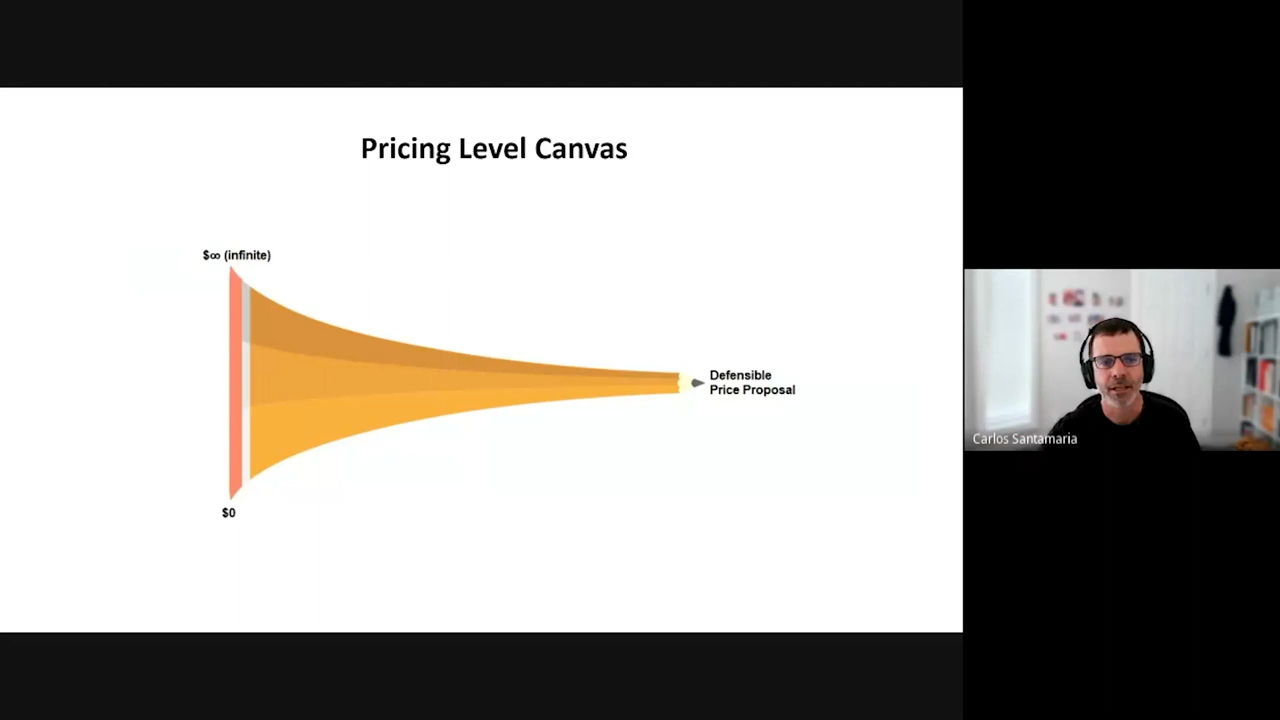 Pricing Level Canvas
$∞ (infinite)
Defensible
Price Proposal
$0
Carlos Santamaria